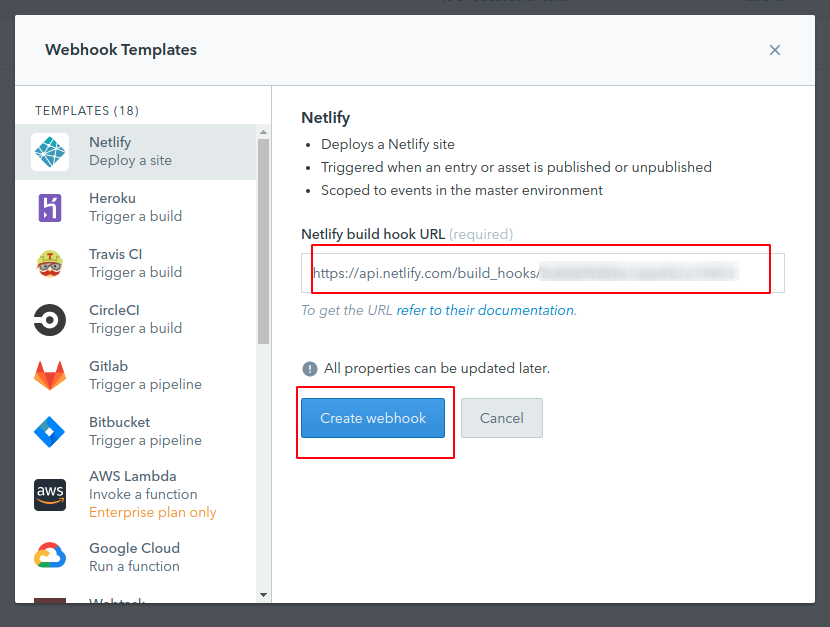 Webhook Templates
TEMPLATES (18)
Netlify
Deploy a site
Heroku
Trigger a build
Travis CI
Trigger a build
CircleCI
Trigger a build
Gitlab
Trigger a pipeline
Bitbucket
Trigger a pipeline
aws
AWS Lambda
Invoke a function
Enterprise plan only
Google Cloud
Run a function
Netlify
• Deploys a Netlify site
• Triggered when an entry or asset is published or unpublished
• Scoped to events in the master environment
Netlify build hook URL (required)
https://api.netlify.com/build_hooks/
To get the URL refer to their documentation.
All properties can be updated later.
Create webhook
Cancel